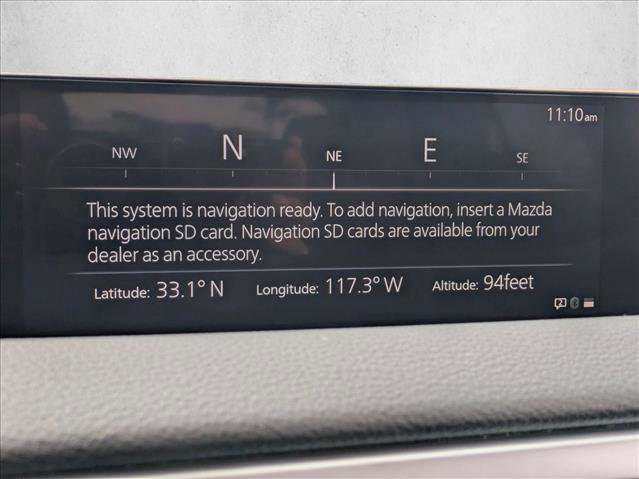 11:10am
NW N NE E SE
This system is navigation ready. To add navigation, insert a Mazda
navigation SD card. Navigation SD cards are available from your
dealer as an accessory.
Latitude: 33.1° N Longitude: 117.3° W Altitude: 94feet